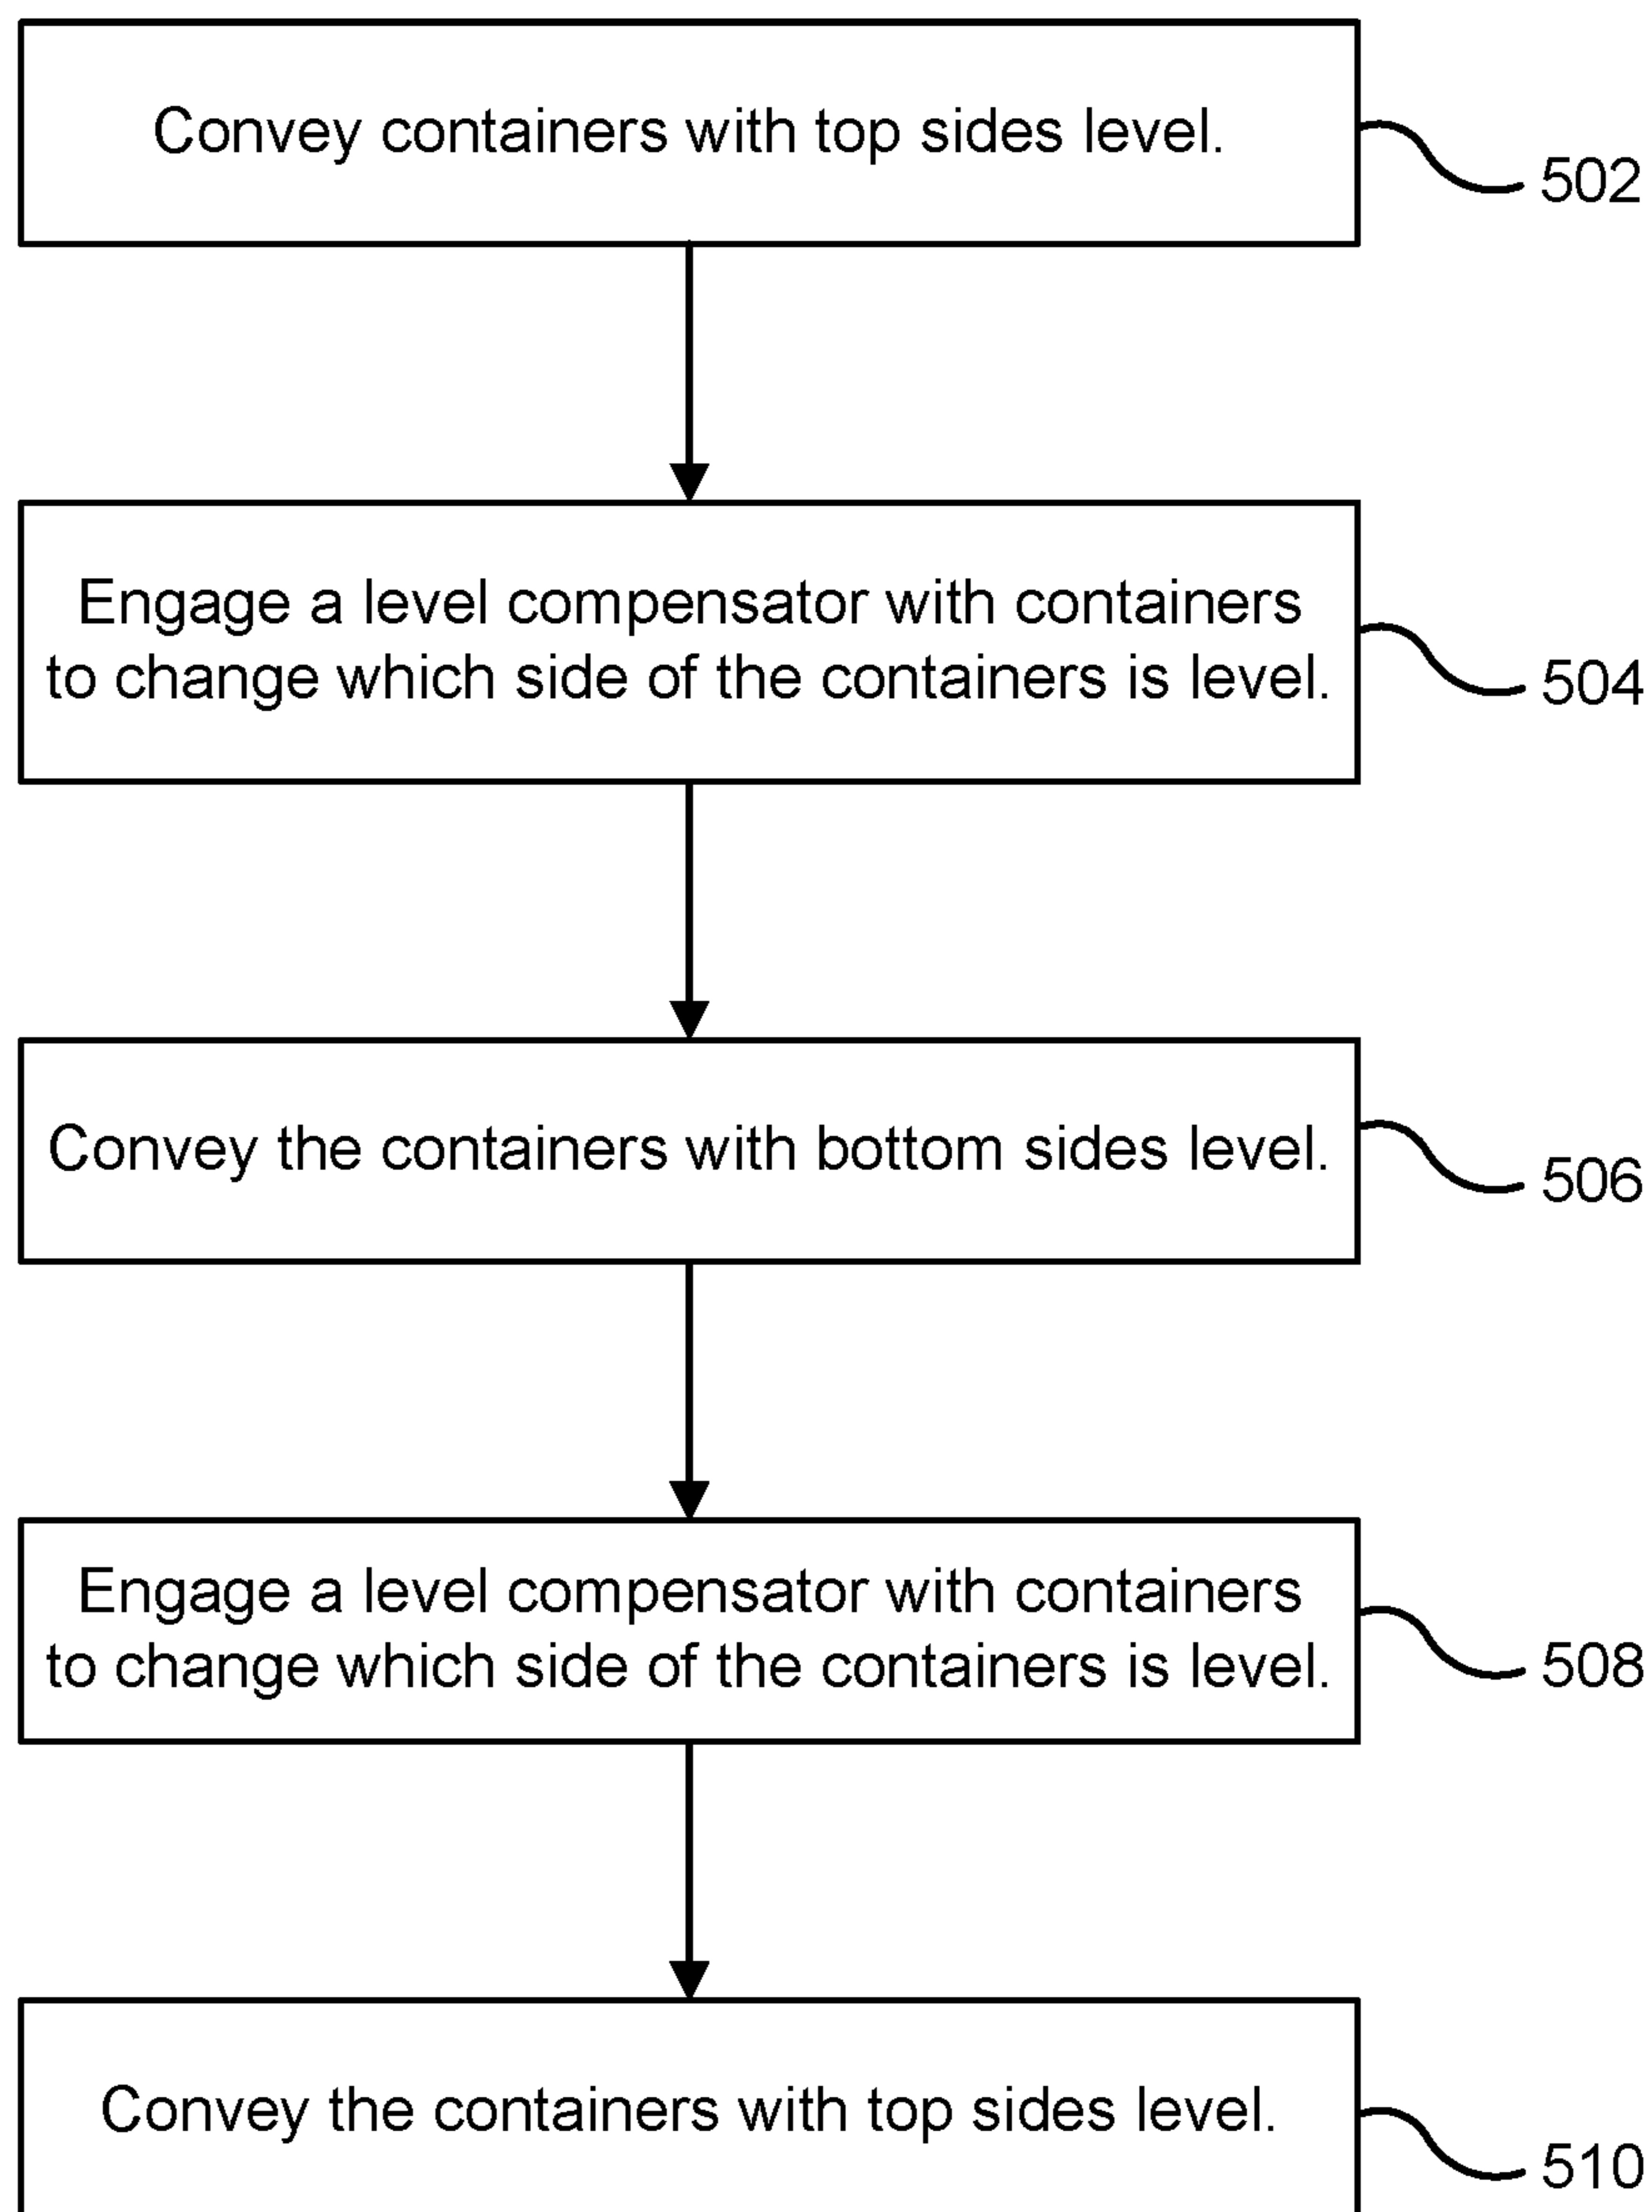 Convey containers with top sides level.
502
Engage a level compensator with containers
to change which side of the containers is level.
504
Convey the containers with bottom sides level.
506
Engage a level compensator with containers
to change which side of the containers is level.
508
Convey the containers with top sides level.
510